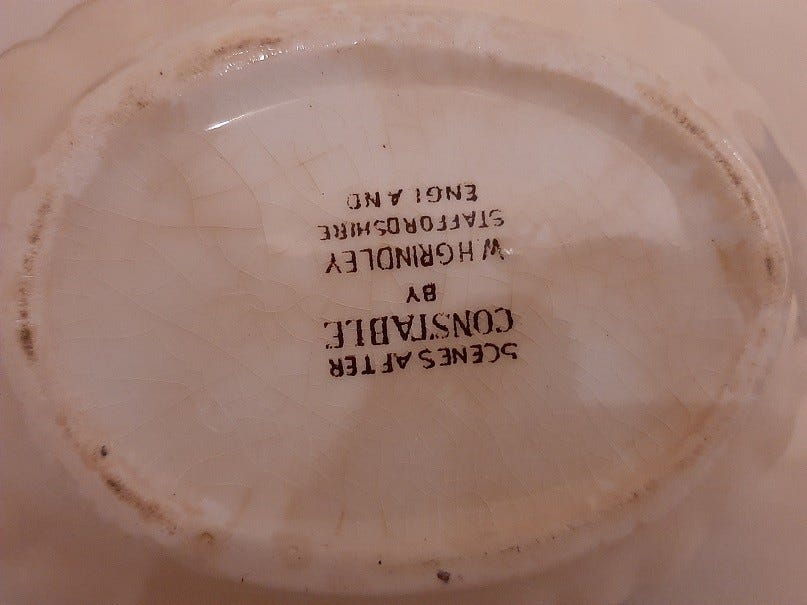 SCENES AFTER
CONSTABLE
BY
W H GRINDLEY
STAFFORDSHIRE
ENGLAND